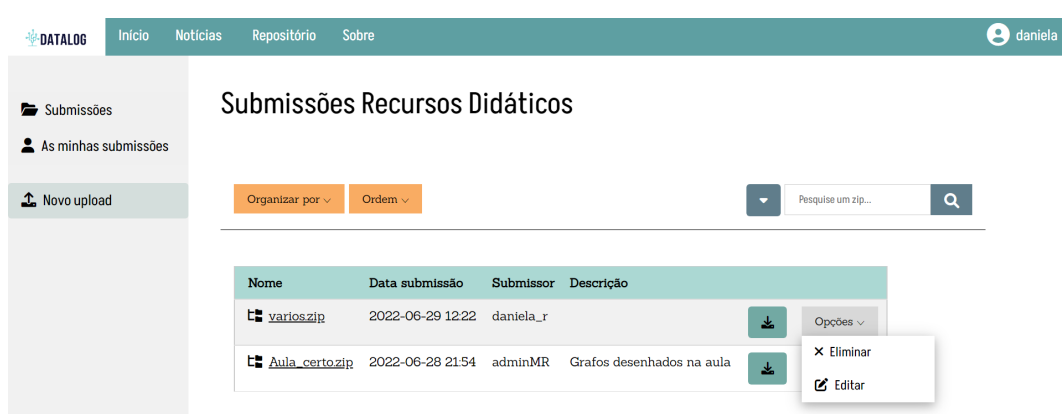 DATALOG Início Notícias Repositório Sobre daniela
Submissões
As minhas submissões
Novo upload
Submissões Recursos Didáticos
Organizar por Ordem Pesquise um zip...
Nome Data submissão Submissor Descrição
varios.zip 2022-06-29 12:22 daniela_r Opções
Aula_certo.zip 2022-06-28 21:54 adminMR Grafos desenhados na aula
Eliminar
Editar